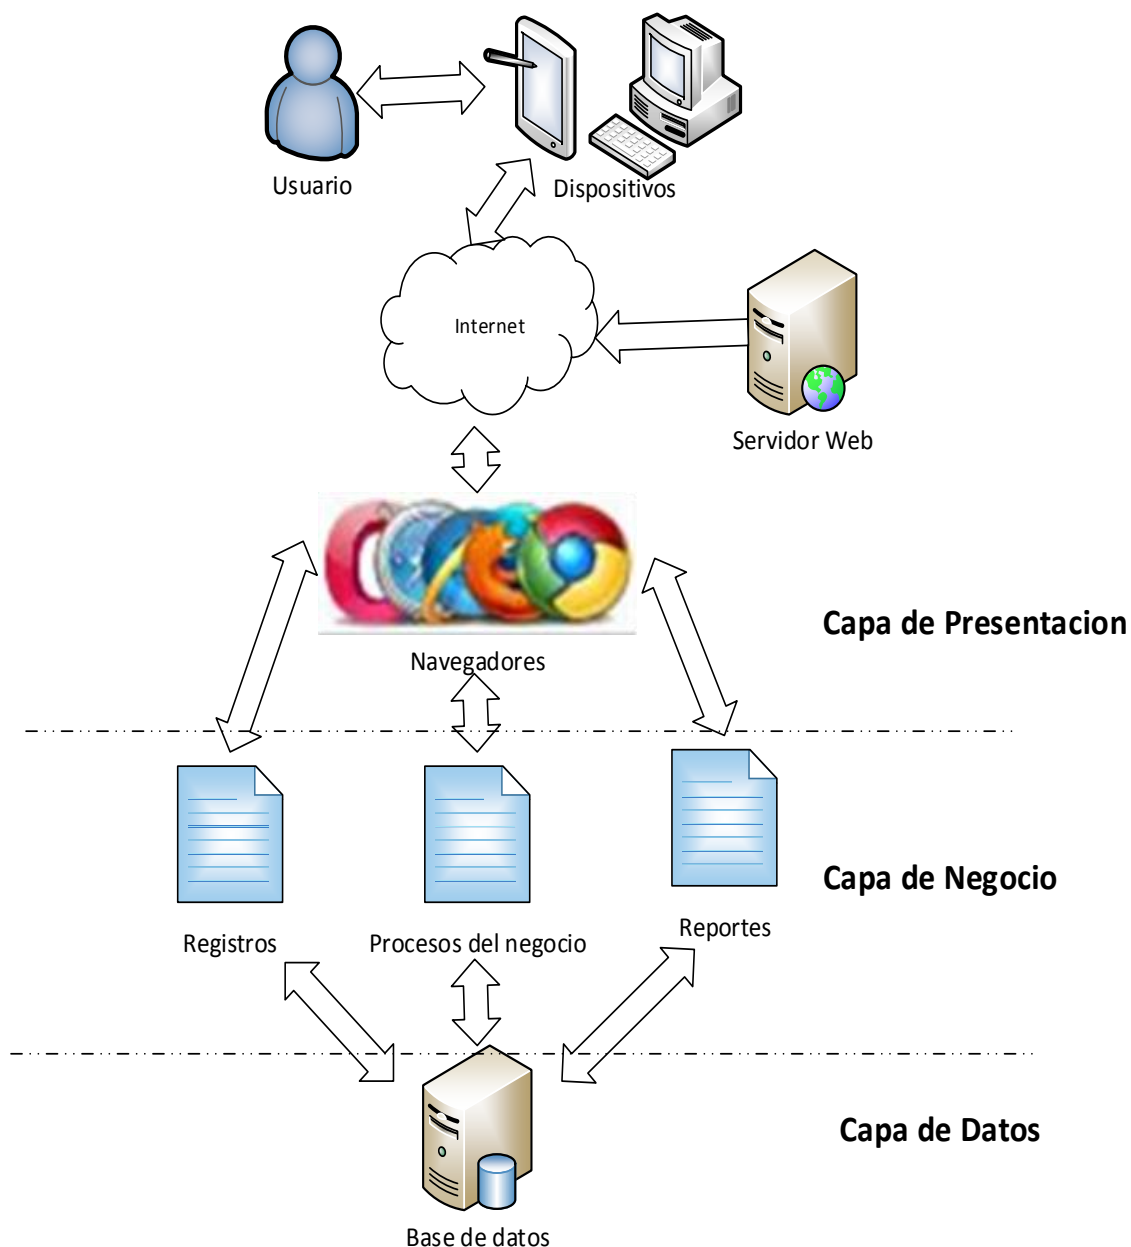 Usuario
Dispositivos
Internet
Servidor Web
Capa de Presentacion
Navegadores
Capa de Negocio
Registros
Procesos del negocio
Reportes
Capa de Datos
Base de datos